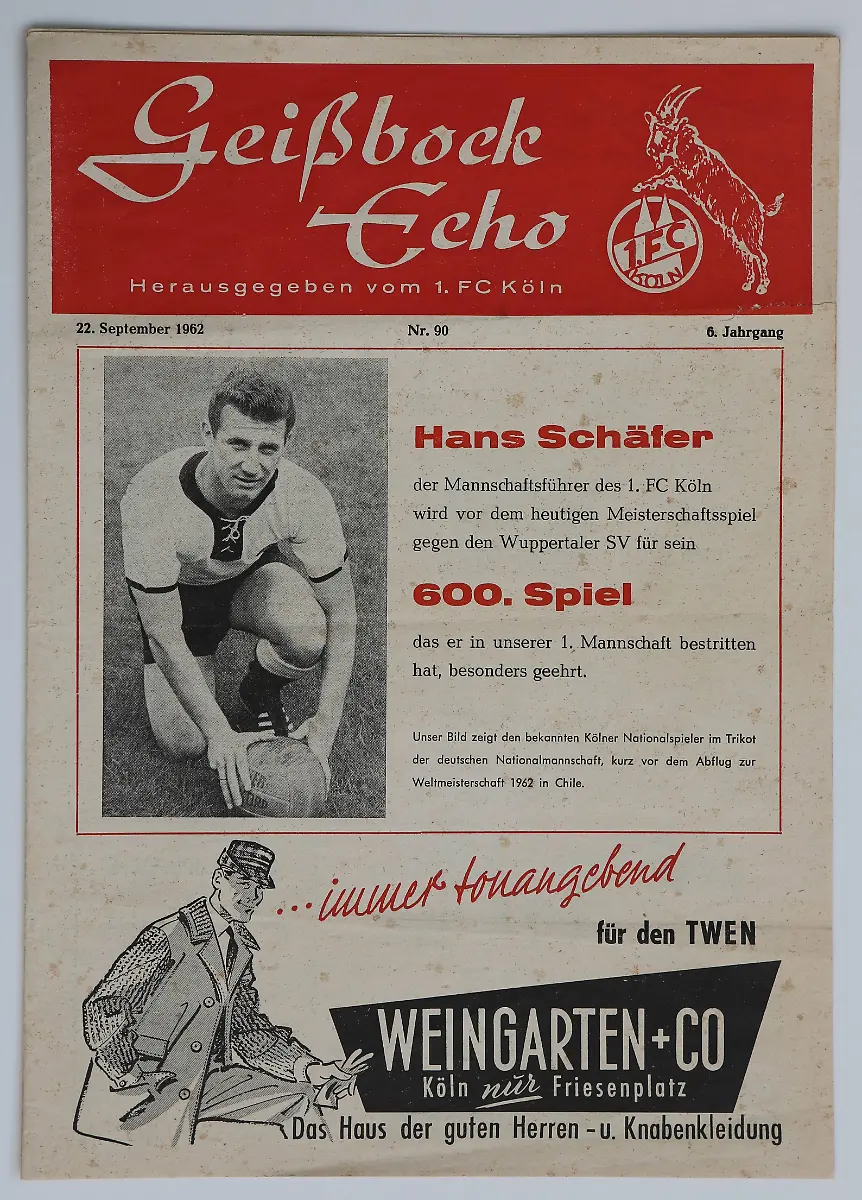 Geißbock
Echo
1.FC
KÖLN
Herausgegeben vom 1. FC Köln
22. September 1962 Nr. 90 6. Jahrgang
Hans Schäfer
der Mannschaftsführer des 1. FC Köln
wird vor dem heutigen Meisterschaftsspiel
gegen den Wuppertaler SV für sein
600. Spiel
das er in unserer 1. Mannschaft bestritten
hat, besonders geehrt.
Unser Bild zeigt den bekannten Kölner Nationalspieler im Trikot
der deutschen Nationalmannschaft, kurz vor dem Abflug zur
Weltmeisterschaft 1962 in Chile.
...immer tonangebend
für den TWEN
WEINGARTEN+CO
Köln nur Friesenplatz
Das Haus der guten Herren-u. Knabenkleidung